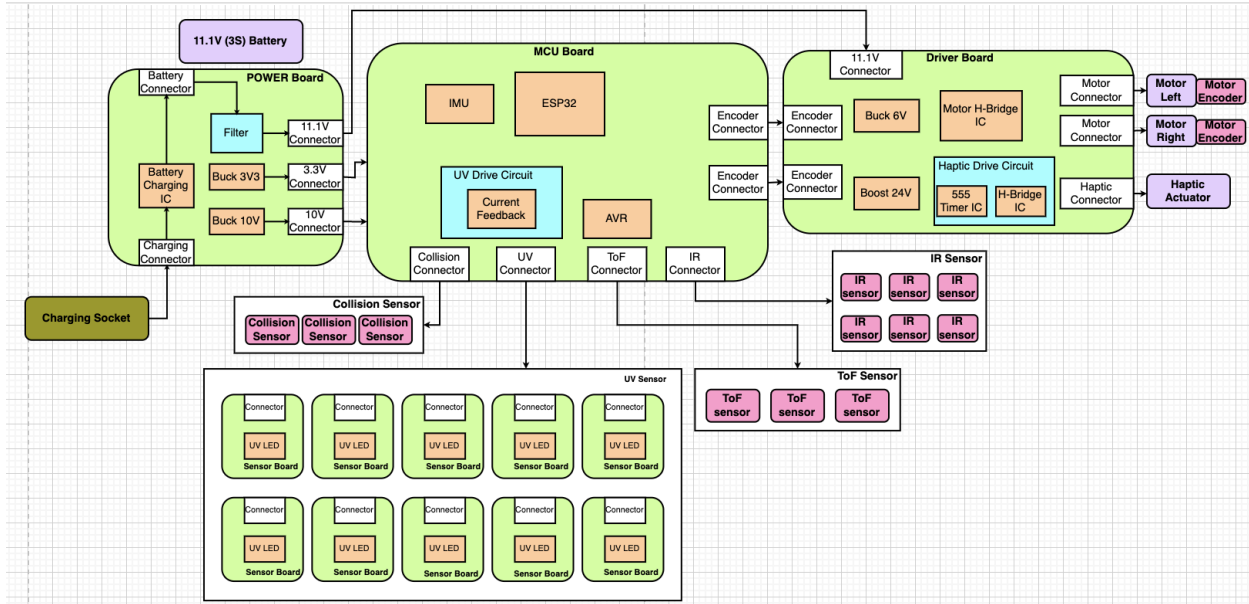 11.1V (3S) Battery
POWER Board
Battery
Connector
Filter
11.1V
Connector
Battery
Charging
IC
Buck 3V3
3.3V
Connector
Buck 10V
10V
Connector
Charging
Connector
Charging Socket
MCU Board
IMU
ESP32
UV Drive Circuit
Current
Feedback
AVR
Encoder
Connector
Encoder
Connector
Collision
Connector
UV
Connector
ToF
Connector
IR
Connector
Driver Board
11.1V
Connector
Encoder
Connector
Encoder
Connector
Buck 6V
Motor H-Bridge
IC
Boost 24V
Haptic Drive Circuit
555
Timer IC
H-Bridge
IC
Motor
Connector
Motor
Connector
Haptic
Connector
Motor
Left
Motor
Encoder
Motor
Right
Motor
Encoder
Haptic
Actuator
Collision Sensor
Collision
Sensor
Collision
Sensor
Collision
Sensor
IR Sensor
IR
sensor
IR
sensor
IR
sensor
IR
sensor
IR
sensor
IR
sensor
ToF Sensor
ToF
sensor
ToF
sensor
ToF
sensor
UV Sensor
Connector
UV LED
Sensor Board
Connector
UV LED
Sensor Board
Connector
UV LED
Sensor Board
Connector
UV LED
Sensor Board
Connector
UV LED
Sensor Board
Connector
UV LED
Sensor Board
Connector
UV LED
Sensor Board
Connector
UV LED
Sensor Board
Connector
UV LED
Sensor Board
Connector
UV LED
Sensor Board